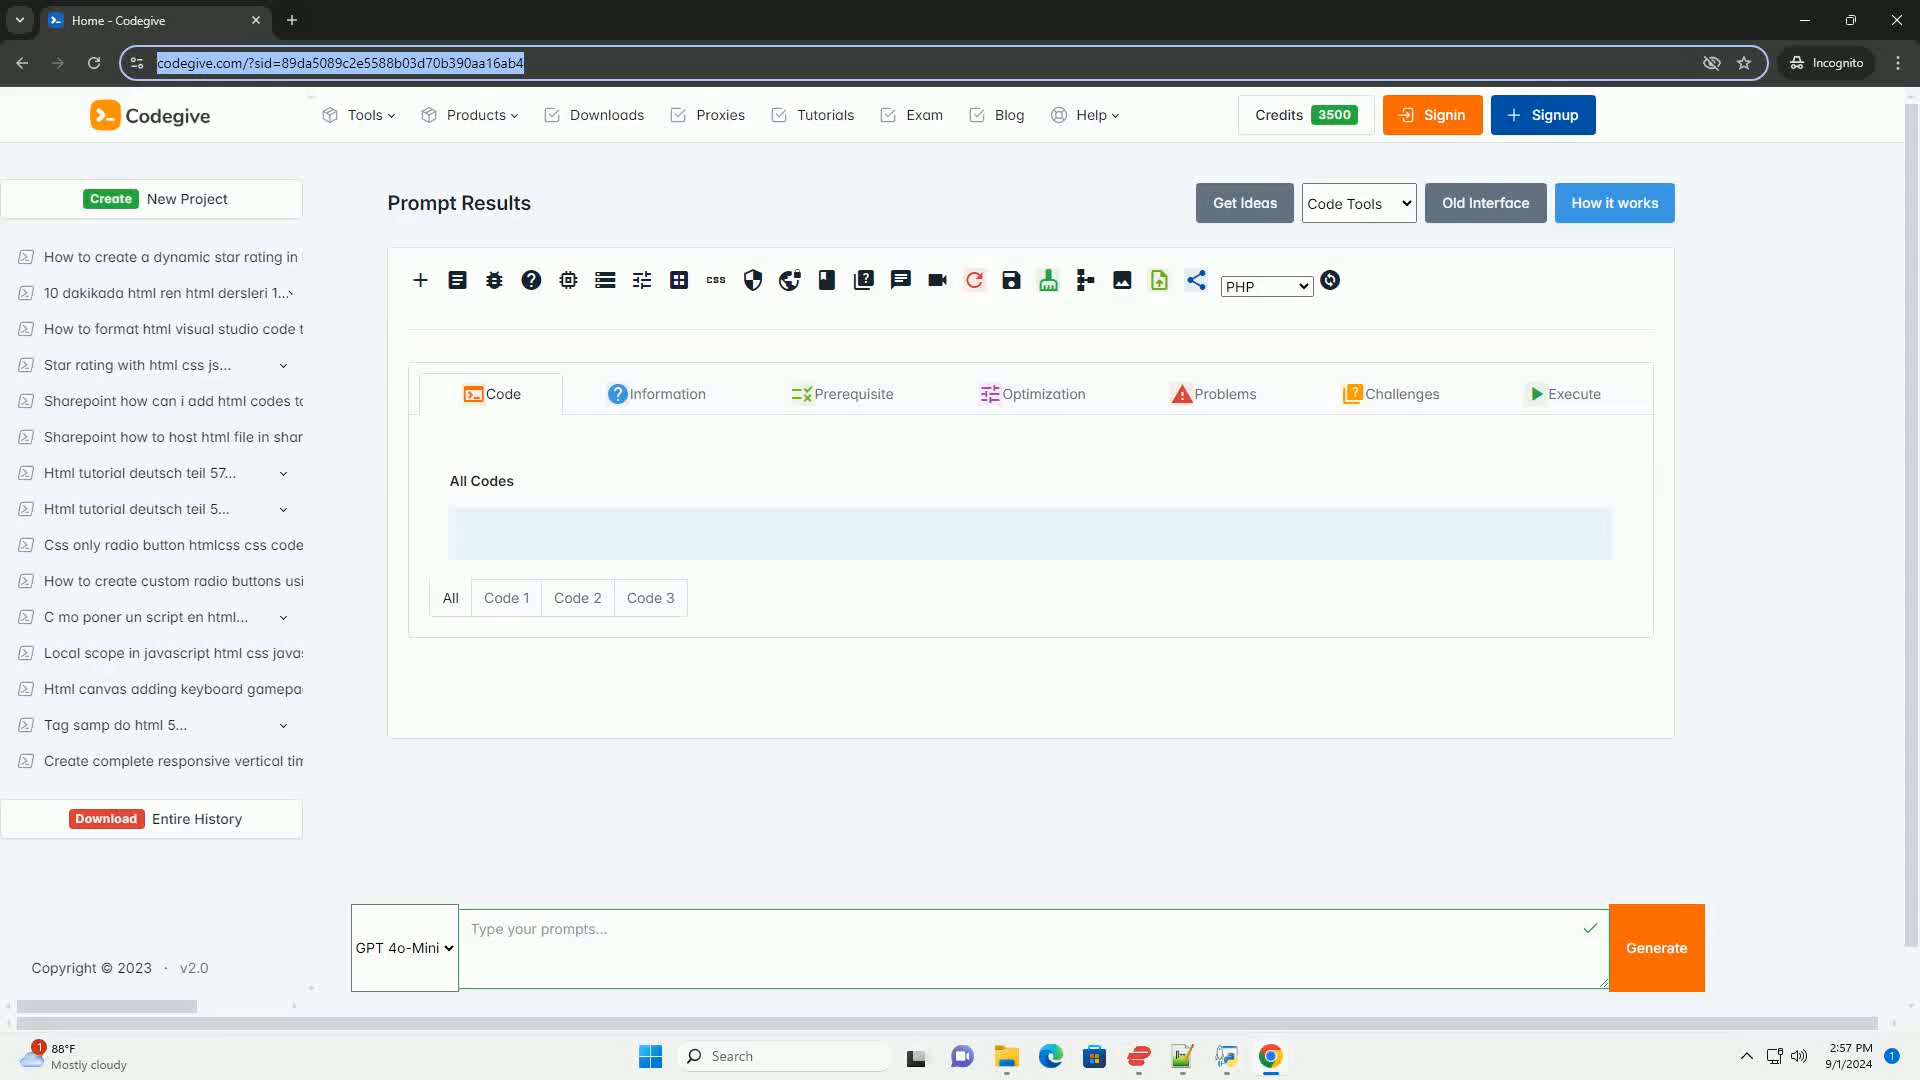 Home - Codegive
codegive.com/?sid=89da5089c2e5588b03d70b390aa16ab4
Incognito
Codegive
Tools
Products
Downloads
Proxies
Tutorials
Exam
Blog
Help
Credits 3500
Signin
Signup
Create New Project
How to create a dynamic star rating in
10 dakikada html ren html dersleri 1...
How to format html visual studio code t
Star rating with html css js...
Sharepoint how can i add html codes to
Sharepoint how to host html file in shar
Html tutorial deutsch teil 57...
Html tutorial deutsch teil 5...
Css only radio button htmlcss css code
How to create custom radio buttons usi
C mo poner un script en html...
Local scope in javascript html css javas
Html canvas adding keyboard gamepa
Tag samp do html 5...
Create complete responsive vertical tim
Download Entire History
Copyright © 2023 · v2.0
Prompt Results
Get Ideas
Code Tools
Old Interface
How it works
CSS
PHP
Code
Information
Prerequisite
Optimization
Problems
Challenges
Execute
All Codes
All
Code 1
Code 2
Code 3
GPT 4o-Mini
Type your prompts...
Generate
1
88°F
Mostly cloudy
Search
2:57 PM
9/1/2024
1